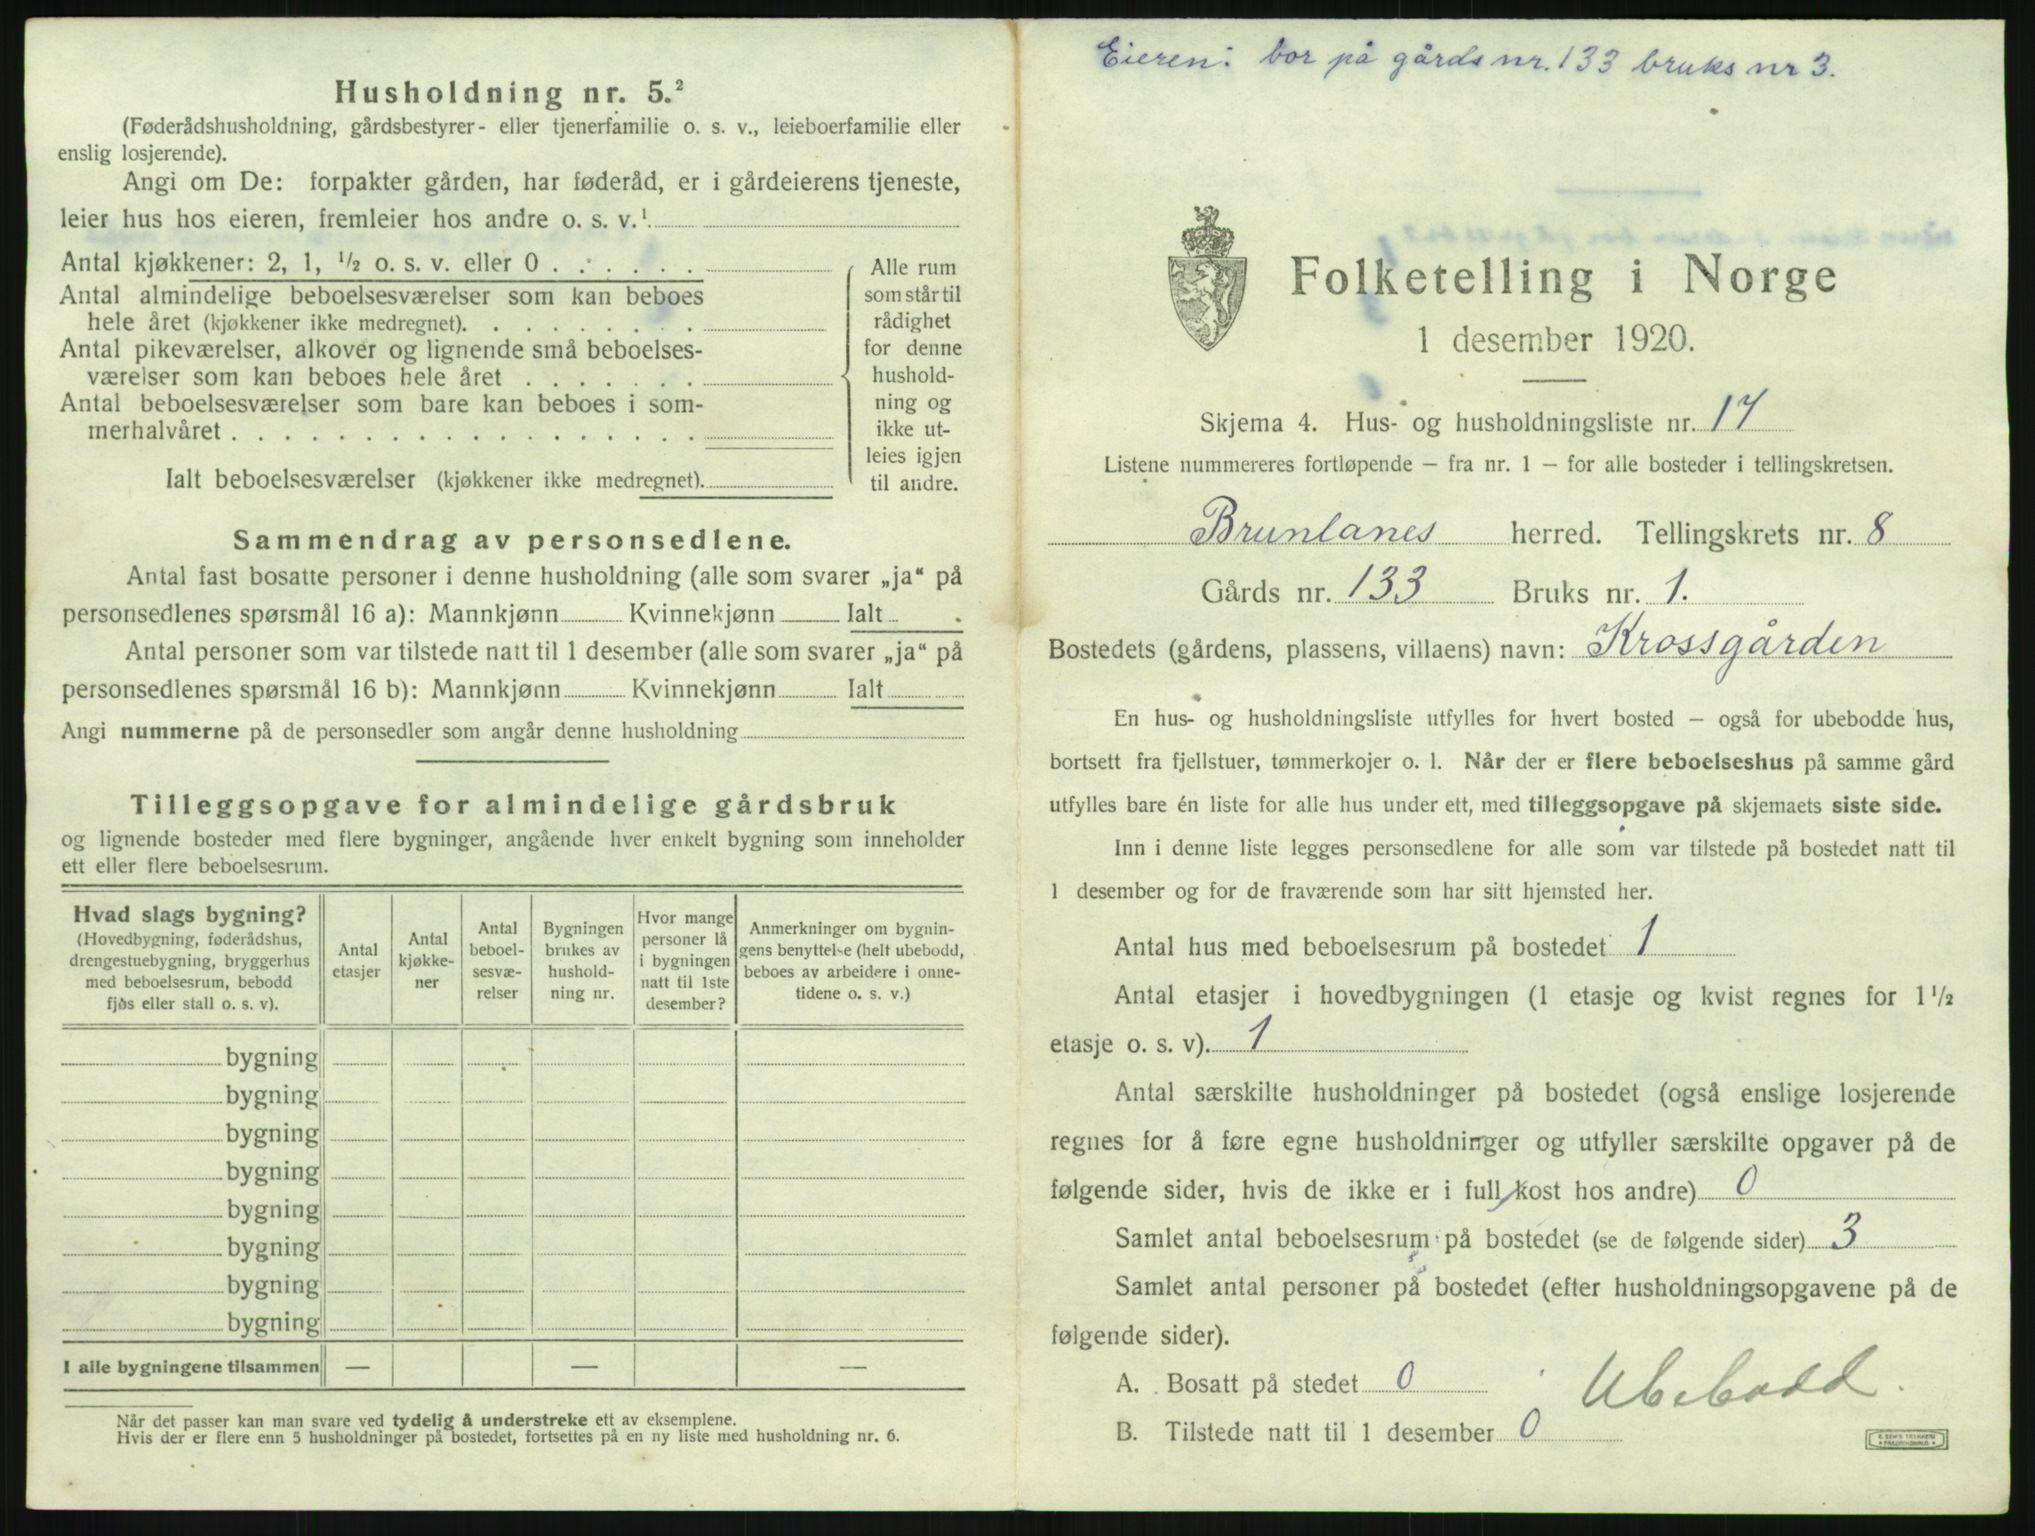 Husholdning nr. 5.²
(Føderådshusholdning, gårdsbestyrer- eller tjenerfamilie o. s. v., leieboerfamilie eller
enslig losjerende).
Angi om De: forpakter gården, har føderåd, er i gårdeierens tjeneste,
leier hus hos eieren, fremleier hos andre o. s. v.¹
Antal kjøkkener: 2, 1, ½ o. s. v. eller 0 . . . . . .
Antal almindelige beboelsesværelser som kan beboes
hele året (kjøkkener ikke medregnet). . . . . . . . .
Antal pikeværelser, alkover og lignende små beboelses-
værelser som kan beboes hele året . . . . . . .
Antal beboelsesværelser som bare kan beboes i som-
merhalvåret . . . . . . . . . . . . . . . . . .
Ialt beboelsesværelser (kjøkkener ikke medregnet).
Alle rum
som står til
rådighet
for denne
hushold-
ning og
ikke ut-
leies igjen
til andre.
Sammendrag av personsedlene.
Antal fast bosatte personer i denne husholdning (alle som svarer „ja“ på
personsedlenes spørsmål 16 a): Mannkjønn Kvinnekjønn Ialt
Antal personer som var tilstede natt til 1 desember (alle som svarer „ja“ på
personsedlenes spørsmål 16 b): Mannkjønn Kvinnekjønn Ialt
Angi nummerne på de personsedler som angår denne husholdning
Tilleggsopgave for almindelige gårdsbruk
og lignende bosteder med flere bygninger, angående hver enkelt bygning som inneholder
ett eller flere beboelsesrum.
Hvad slags bygning?
(Hovedbygning, føderådshus,
drengestuebygning, bryggerhus
med beboelsesrum, bebodd
fjøs eller stall o. s. v).
Antal
etasjer
Antal
kjøkke-
ner
Antal
beboel-
sesvæ-
relser
Bygningen
brukes av
hushold-
ning nr.
Hvor mange
personer lå
i bygningen
natt til 1ste
desember?
Anmerkninger om bygnin-
gens benyttelse (helt ubebodd,
beboes av arbeidere i onne-
tidene o. s. v.)
bygning
bygning
bygning
bygning
bygning
bygning
bygning
bygning
I alle bygningene tilsammen — — —
Når det passer kan man svare ved tydelig å understreke ett av eksemplene.
Hvis der er flere enn 5 husholdninger på bostedet, fortsettes på en ny liste med husholdning nr. 6.
Eieren: bor på gårds nr. 133 bruks nr 3.
Folketelling i Norge
1 desember 1920.
Skjema 4. Hus- og husholdningsliste nr. 17
Listene nummereres fortløpende – fra nr. 1 – for alle bosteder i tellingskretsen.
Brunlanes herred. Tellingskrets nr. 8
Gårds nr. 133 Bruks nr. 1.
Bostedets (gårdens, plassens, villaens) navn: Krossgården
En hus- og husholdningsliste utfylles for hvert bosted – også for ubebodde hus,
bortsett fra fjellstuer, tømmerkojer o. l. Når der er flere beboelseshus på samme gård
utfylles bare én liste for alle hus under ett, med tilleggsopgave på skjemaets siste side.
Inn i denne liste legges personsedlene for alle som var tilstede på bostedet natt til
1 desember og for de fraværende som har sitt hjemsted her.
Antal hus med beboelsesrum på bostedet 1
Antal etasjer i hovedbygningen (1 etasje og kvist regnes for 1 ½
etasje o. s. v). 1
Antal særskilte husholdninger på bostedet (også enslige losjerende
regnes for å føre egne husholdninger og utfyller særskilte opgaver på de
følgende sider, hvis de ikke er i full kost hos andre) 0
Samlet antal beboelsesrum på bostedet (se de følgende sider) 3
Samlet antal personer på bostedet (efter husholdningsopgavene på de
følgende sider).
A. Bosatt på stedet 0
Ubebodd.
B. Tilstede natt til 1 desember 0